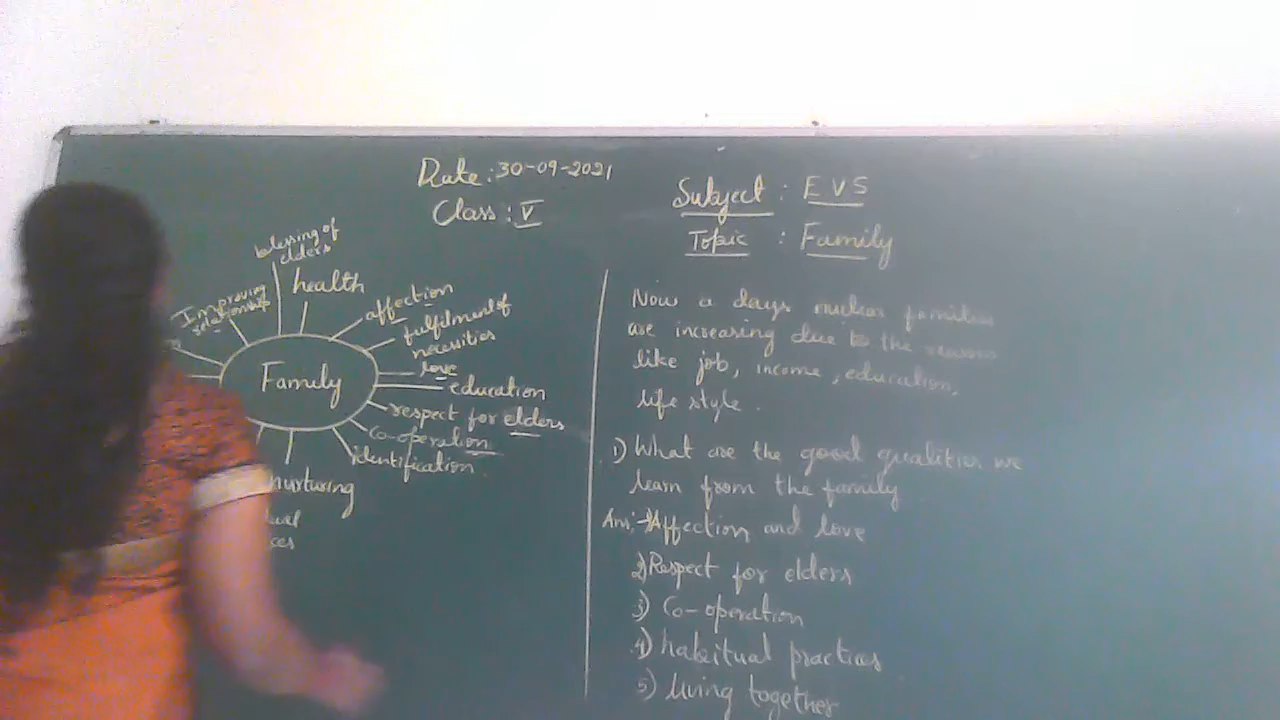 Date: 30-09-2021
Class: V
Subject : EVS
Topic : Family
blessing of
elders
health
Improving
relationship
affection
fulfilment of
necessities
love
Family
education
respect for elders
co-operation
identification
nurturing
Now a days nuclear families
are increasing due to the reasons
like job, income, education,
life style.
1) What are the good qualities we
learn from the family
Ans:- 1) Affection and love
2) Respect for elders
3) Co-operation
4) habitual practices
5) living together